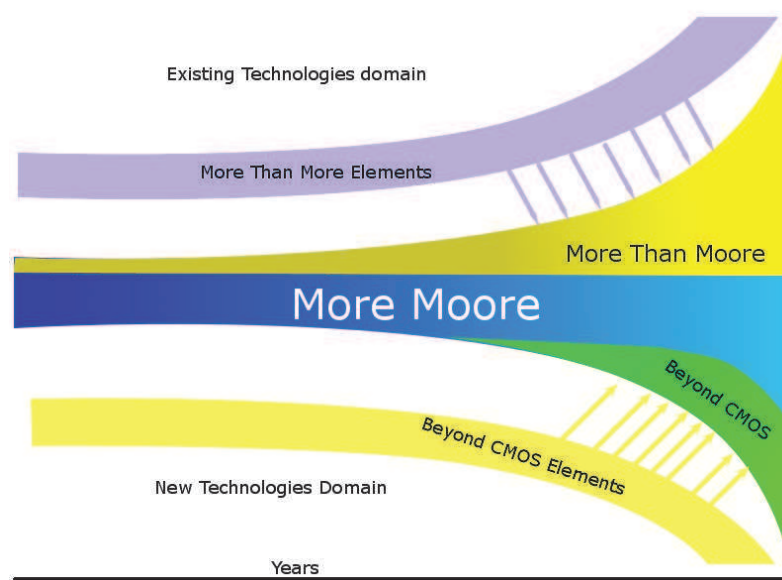 Existing Technologies domain
More Than More Elements
More Than Moore
More Moore
Beyond CMOS
Beyond CMOS Elements
New Technologies Domain
Years